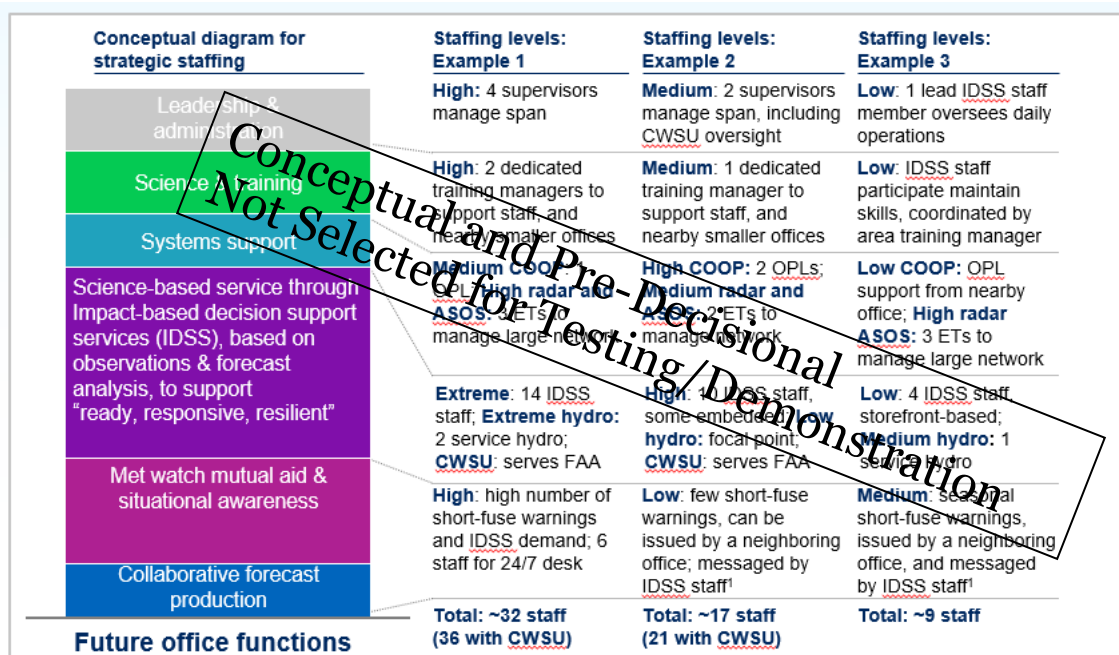 Conceptual diagram for
strategic staffing
Leadership &
administration
Science & training
Systems support
Science-based service through
Impact-based decision support
services (IDSS), based on
observations & forecast
analysis, to support
“ready, responsive, resilient”
Met watch mutual aid &
situational awareness
Collaborative forecast
production
Future office functions
Staffing levels:
Example 1
High: 4 supervisors
manage span
High: 2 dedicated
training managers to
support staff, and
nearby smaller offices
Medium COOP:
OPL; High radar and
ASOS: 3 ETs to
manage large network
Extreme: 14 IDSS
staff; Extreme hydro:
2 service hydro;
CWSU: serves FAA
High: high number of
short-fuse warnings
and IDSS demand; 6
staff for 24/7 desk
Total: ~32 staff
(36 with CWSU)
Staffing levels:
Example 2
Medium: 2 supervisors
manage span, including
CWSU oversight
Medium: 1 dedicated
training manager to
support staff, and
nearby smaller offices
High COOP: 2 OPLs;
Medium radar and
ASOS: 2 ETs to
manage network
High: 10 IDSS staff,
some embedded; Low
hydro: focal point;
CWSU: serves FAA
Low: few short-fuse
warnings, can be
issued by a neighboring
office; messaged by
IDSS staff¹
Total: ~17 staff
(21 with CWSU)
Staffing levels:
Example 3
Low: 1 lead IDSS staff
member oversees daily
operations
Low: IDSS staff
participate maintain
skills, coordinated by
area training manager
Low COOP: OPL
support from nearby
office; High radar
ASOS: 3 ETs to
manage large network
Low: 4 IDSS staff,
storefront-based;
Medium hydro: 1
service hydro
Medium: seasonal
short-fuse warnings,
issued by a neighboring
office, and messaged
by IDSS staff¹
Total: ~9 staff
Conceptual and Pre-Decisional
Not Selected for Testing/Demonstration